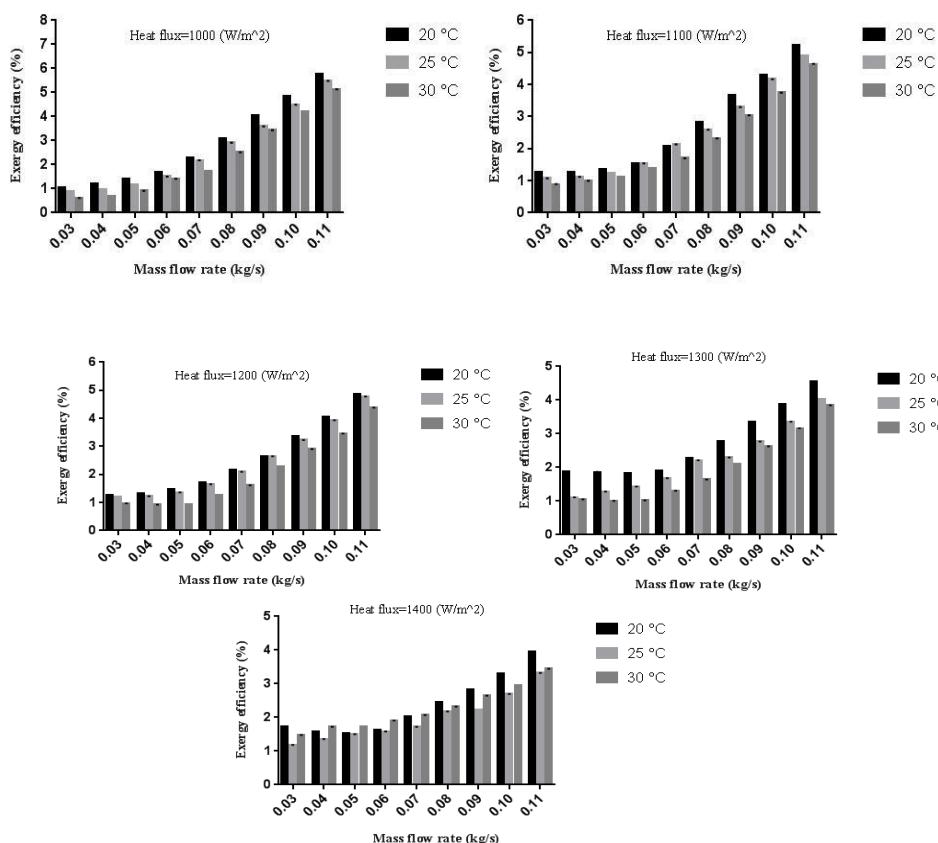 Heat flux=1000 (W/m^2)
20 °C
25 °C
30 °C
Exergy efficiency (%)
8
7
6
5
4
3
2
1
0
0.03 0.04 0.05 0.06 0.07 0.08 0.09 0.10 0.11
Mass flow rate (kg/s)
Heat flux=1100 (W/m^2)
20 °C
25 °C
30 °C
Exergy efficiency (%)
6
5
4
3
2
1
0
0.03 0.04 0.05 0.06 0.07 0.08 0.09 0.10 0.11
Mass flow rate (kg/s)
Heat flux=1200 (W/m^2)
20 °C
25 °C
30 °C
Exergy efficiency (%)
6
5
4
3
2
1
0
0.03 0.04 0.05 0.06 0.07 0.08 0.09 0.10 0.11
Mass flow rate (kg/s)
Heat flux=1300 (W/m^2)
20 °C
25 °C
30 °C
Exergy efficiency (%)
5
4
3
2
1
0
0.03 0.04 0.05 0.06 0.07 0.08 0.09 0.10 0.11
Mass flow rate (kg/s)
Heat flux=1400 (W/m^2)
20 °C
25 °C
30 °C
Exergy efficiency (%)
5
4
3
2
1
0
0.03 0.04 0.05 0.06 0.07 0.08 0.09 0.10 0.11
Mass flow rate (kg/s)